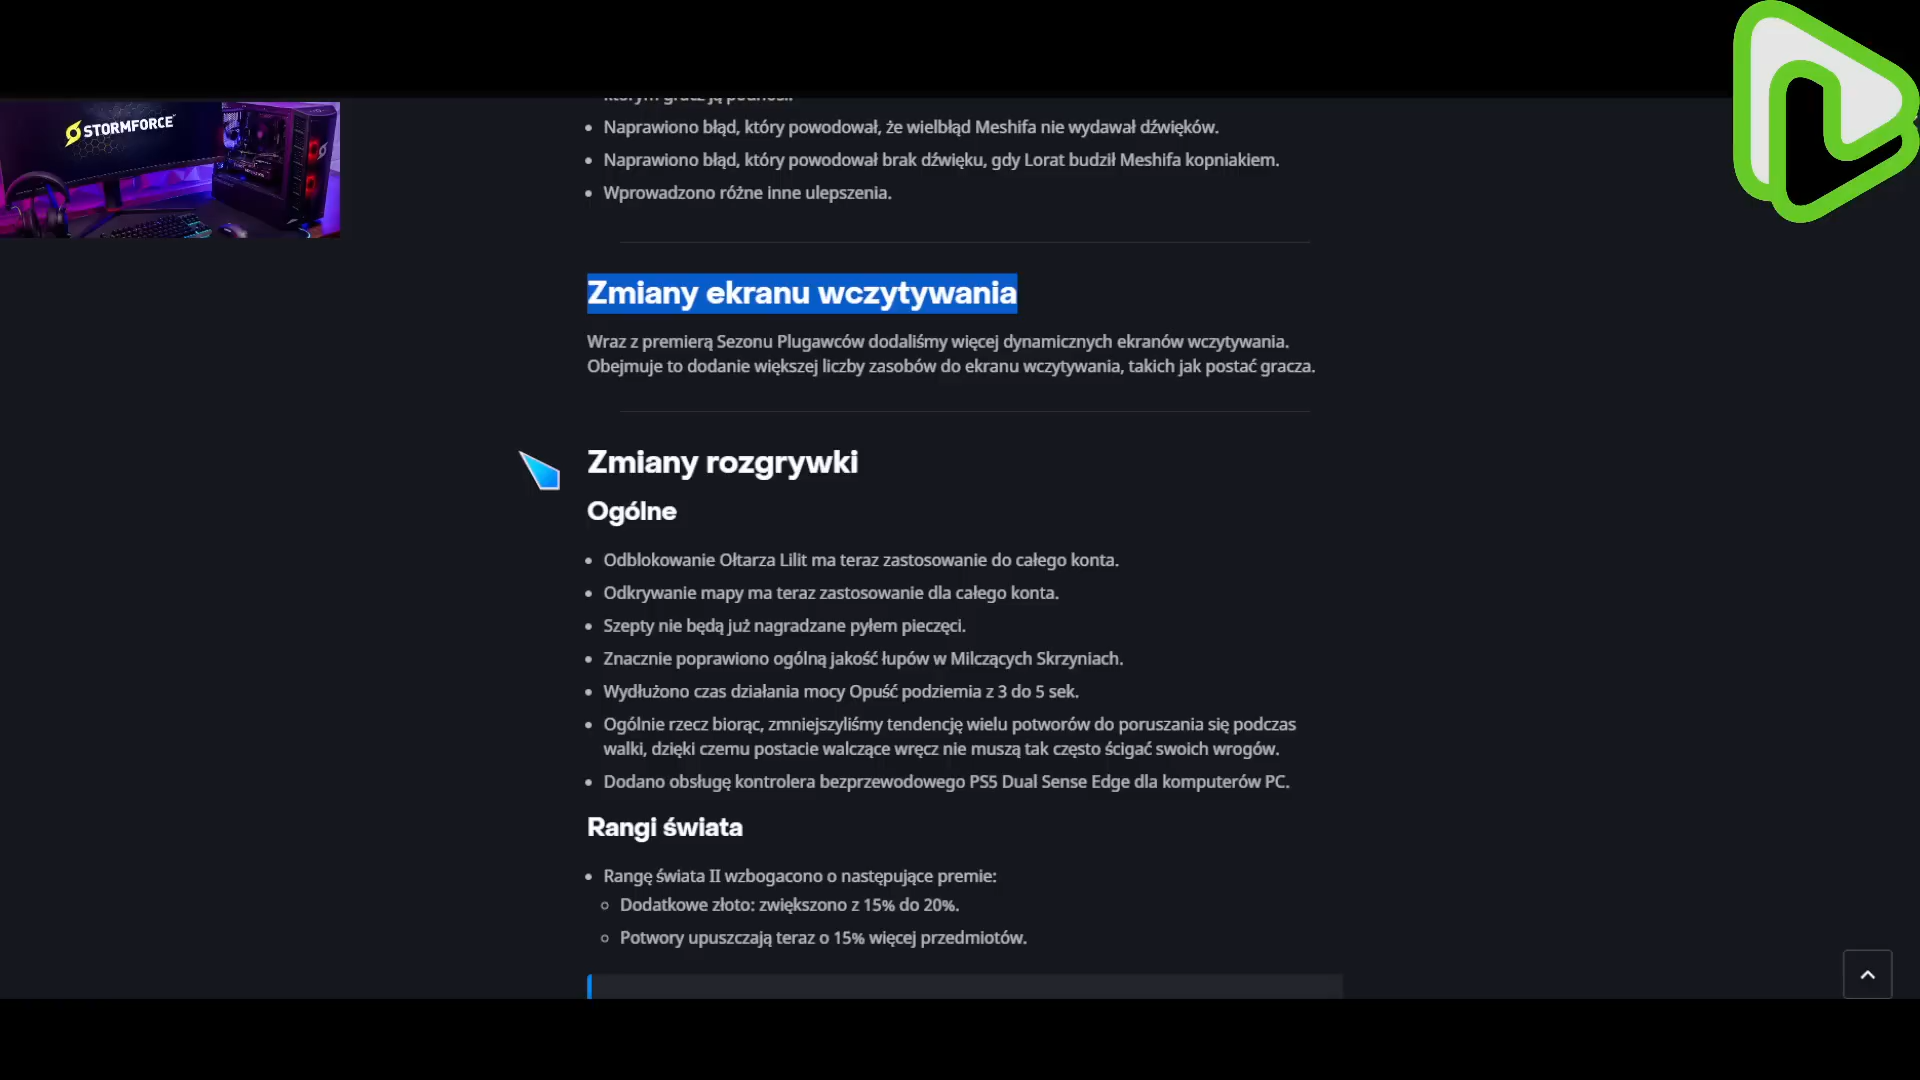 STORMFORCE
którym gracz ją podnosi.
Naprawiono błąd, który powodował, że wielbłąd Meshifa nie wydawał dźwięków.
Naprawiono błąd, który powodował brak dźwięku, gdy Lorat budził Meshifa kopniakiem.
Wprowadzono różne inne ulepszenia.
Zmiany ekranu wczytywania
Wraz z premierą Sezonu Plugawców dodaliśmy więcej dynamicznych ekranów wczytywania.
Obejmuje to dodanie większej liczby zasobów do ekranu wczytywania, takich jak postać gracza.
Zmiany rozgrywki
Ogólne
Odblokowanie Ołtarza Lilit ma teraz zastosowanie do całego konta.
Odkrywanie mapy ma teraz zastosowanie dla całego konta.
Szepty nie będą już nagradzane pyłem pieczęci.
Znacznie poprawiono ogólną jakość łupów w Milczących Skrzyniach.
Wydłużono czas działania mocy Opuść podziemia z 3 do 5 sek.
Ogólnie rzecz biorąc, zmniejszyliśmy tendencję wielu potworów do poruszania się podczas
walki, dzięki czemu postacie walczące wręcz nie muszą tak często ścigać swoich wrogów.
Dodano obsługę kontrolera bezprzewodowego PS5 Dual Sense Edge dla komputerów PC.
Rangi świata
Rangę świata II wzbogacono o następujące premie:
Dodatkowe złoto: zwiększono z 15% do 20%.
Potwory upuszczają teraz o 15% więcej przedmiotów.